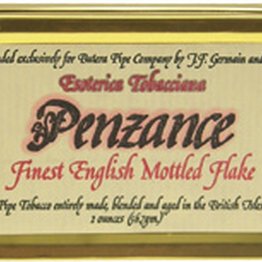 ded exclusively for Butera Pipe Company by J.F. Germain and
Esoterica Tobacciana
Penzance
Finest English Mottled Flake
Pipe Tobacco entirely made, blended and aged in the British Isles
2 ounces (56.7gm.)